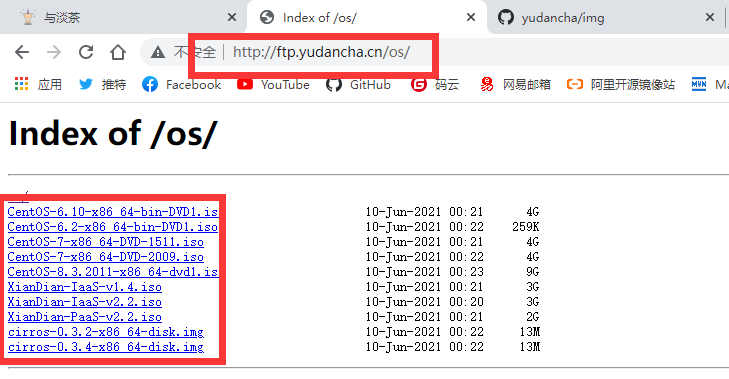 与淡茶
Index of /os/
yudancha/img
不安全 | http://ftp.yudancha.cn/os/
应用 推特 Facebook YouTube GitHub 码云 网易邮箱 阿里开源镜像站 Ma
Index of /os/
../
CentOS-6.10-x86_64-bin-DVD1.is 10-Jun-2021 00:21 4G
CentOS-6.2-x86_64-bin-DVD1.iso 10-Jun-2021 00:22 259K
CentOS-7-x86_64-DVD-1511.iso 10-Jun-2021 00:21 4G
CentOS-7-x86_64-DVD-2009.iso 10-Jun-2021 00:22 4G
CentOS-8.3.2011-x86_64-dvd1.is 10-Jun-2021 00:23 9G
XianDian-IaaS-v1.4.iso 10-Jun-2021 00:21 3G
XianDian-IaaS-v2.2.iso 10-Jun-2021 00:20 3G
XianDian-PaaS-v2.2.iso 10-Jun-2021 00:21 2G
cirros-0.3.2-x86_64-disk.img 10-Jun-2021 00:22 13M
cirros-0.3.4-x86_64-disk.img 10-Jun-2021 00:22 13M